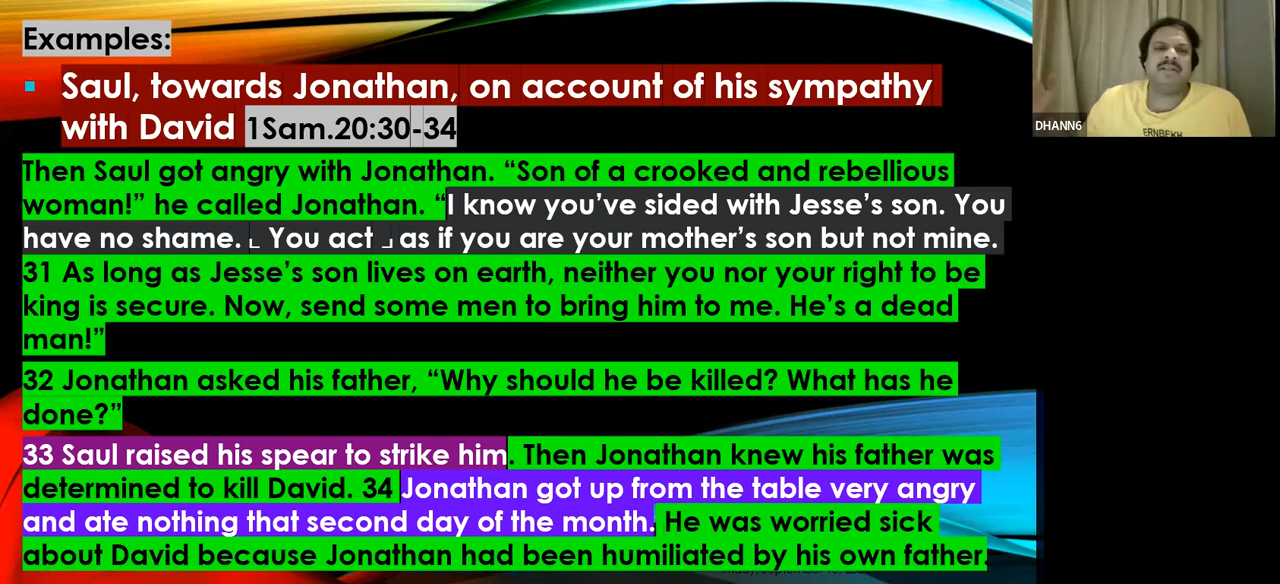 Examples:
▪ Saul, towards Jonathan, on account of his sympathy
with David 1Sam.20:30-34
Then Saul got angry with Jonathan. “Son of a crooked and rebellious
woman!” he called Jonathan. “I know you’ve sided with Jesse’s son. You
have no shame. ⌞ You act ⌟ as if you are your mother’s son but not mine.
31 As long as Jesse’s son lives on earth, neither you nor your right to be
king is secure. Now, send some men to bring him to me. He’s a dead
man!”
32 Jonathan asked his father, “Why should he be killed? What has he
done?”
33 Saul raised his spear to strike him. Then Jonathan knew his father was
determined to kill David. 34 Jonathan got up from the table very angry
and ate nothing that second day of the month. He was worried sick
about David because Jonathan had been humiliated by his own father.
DHANN6
ERNBEKH